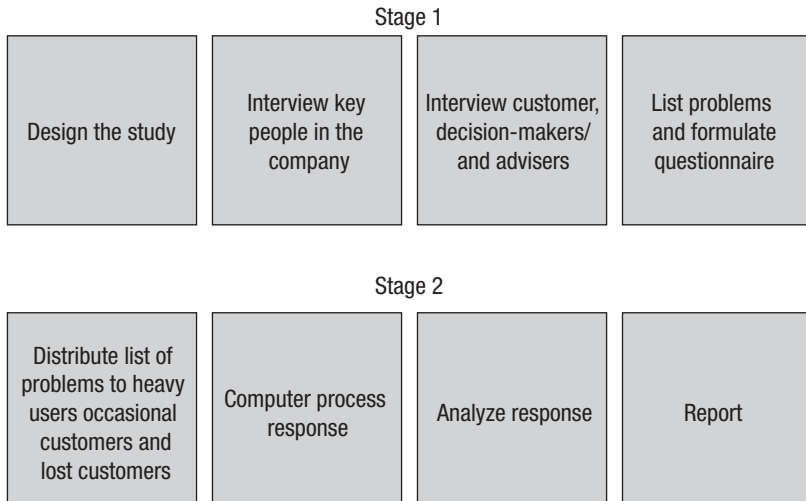 Stage 1
Design the study
Interview key
people in the
company
Interview customer,
decision-makers/
and advisers
List problems
and formulate
questionnaire
Stage 2
Distribute list of
problems to heavy
users occasional
customers and
lost customers
Computer process
response
Analyze response
Report